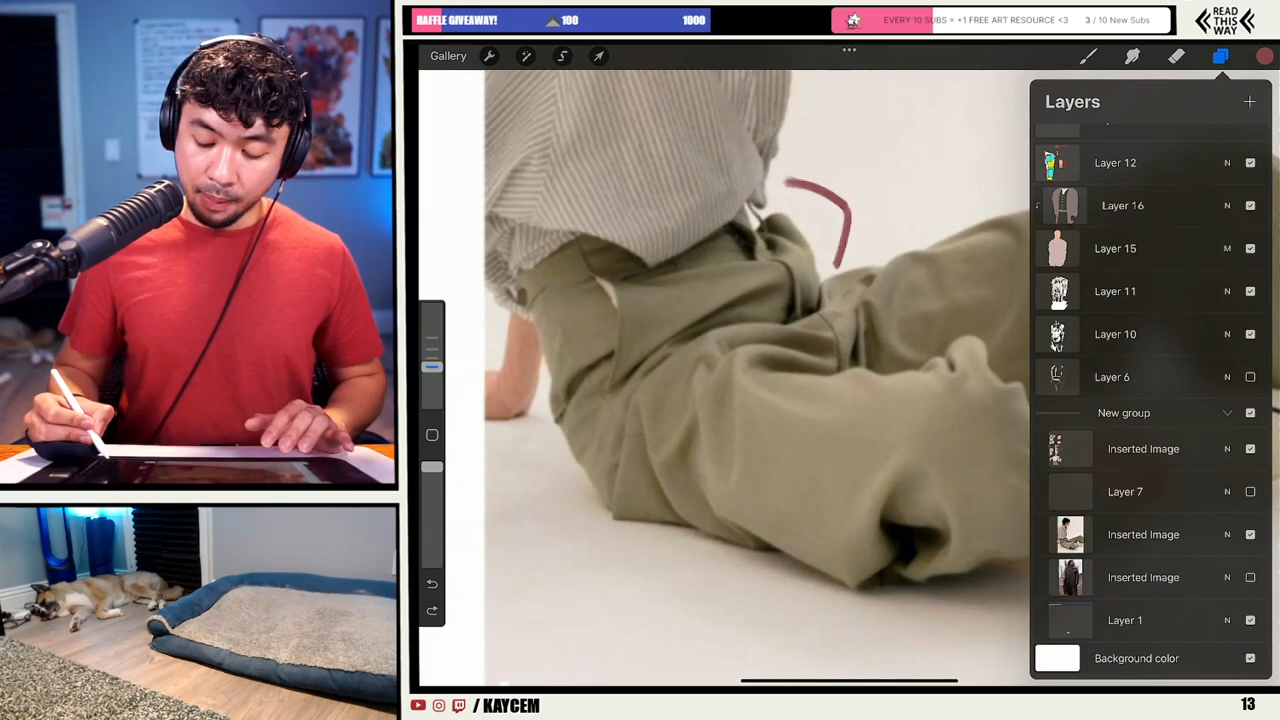 RAFFLE GIVEAWAY!
100
1000
EVERY 10 SUBS = +1 FREE ART RESOURCE <3
3 / 10 New Subs
READ
THIS
WAY
Gallery
Layers
Layer 12
N
Layer 16
N
Layer 15
M
Layer 11
N
Layer 10
N
Layer 6
N
New group
Inserted Image
N
Layer 7
N
Inserted Image
N
Inserted Image
N
Layer 1
N
Background color
/ KAYCEM
13